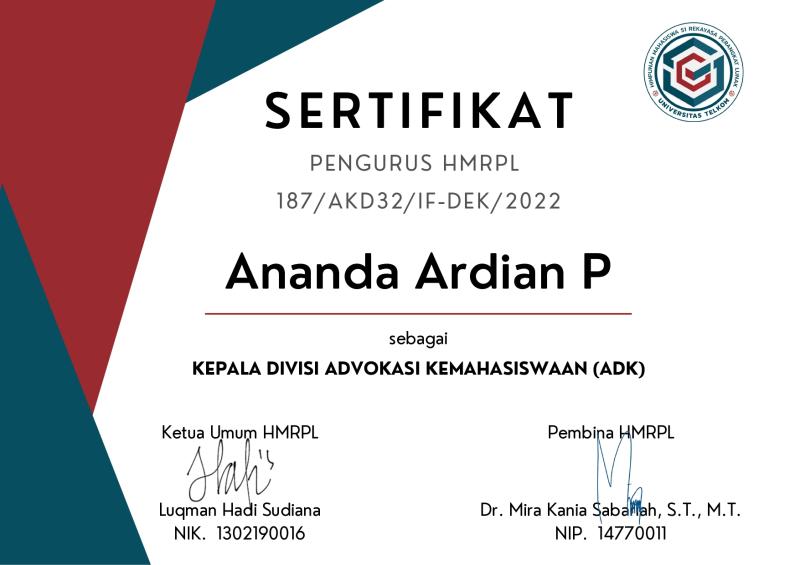 HIMPUNAN MAHASISWA S1 REKAYASA PERANGKAT LUNAK
UNIVERSITAS TELKOM
SERTIFIKAT
PENGURUS HMRPL
187/AKD32/IF-DEK/2022
Ananda Ardian P
sebagai
KEPALA DIVISI ADVOKASI KEMAHASISWAAN (ADK)
Ketua Umum HMRPL
Pembina HMRPL
Luqman Hadi Sudiana
Dr. Mira Kania Sabariah, S.T., M.T.
NIK. 1302190016
NIP. 14770011